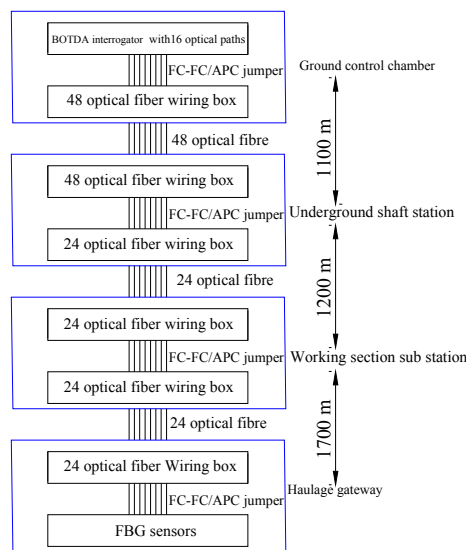 BOTDA interrogator with16 optical paths
FC-FC/APC jumper
Ground control chamber
48 optical fiber wiring box
48 optical fibre
1100 m
48 optical fiber wiring box
FC-FC/APC jumper
Underground shaft station
24 optical fiber wiring box
24 optical fibre
1200 m
24 optical fiber wiring box
FC-FC/APC jumper
Working section sub station
24 optical fiber wiring box
24 optical fibre
1700 m
24 optical fiber Wiring box
FC-FC/APC jumper
Haulage gateway
FBG sensors